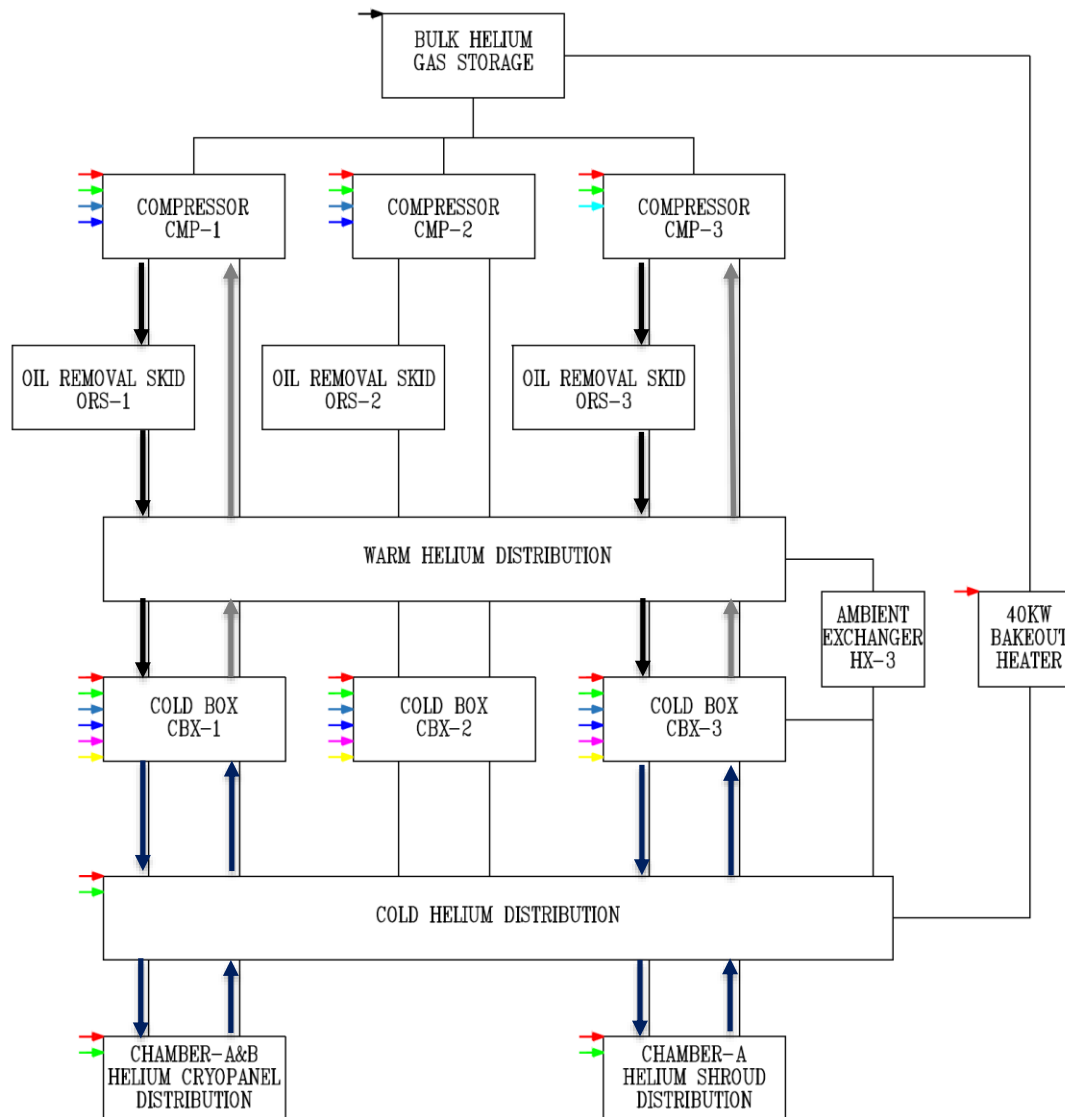 BULK HELIUM
GAS STORAGE
COMPRESSOR
CMP-1
COMPRESSOR
CMP-2
COMPRESSOR
CMP-3
OIL REMOVAL SKID
ORS-1
OIL REMOVAL SKID
ORS-2
OIL REMOVAL SKID
ORS-3
WARM HELIUM DISTRIBUTION
AMBIENT
EXCHANGER
HX-3
40KW
BAKEOUT
HEATER
COLD BOX
CBX-1
COLD BOX
CBX-2
COLD BOX
CBX-3
COLD HELIUM DISTRIBUTION
CHAMBER-A&B
HELIUM CRYOPANEL
DISTRIBUTION
CHAMBER-A
HELIUM SHROUD
DISTRIBUTION